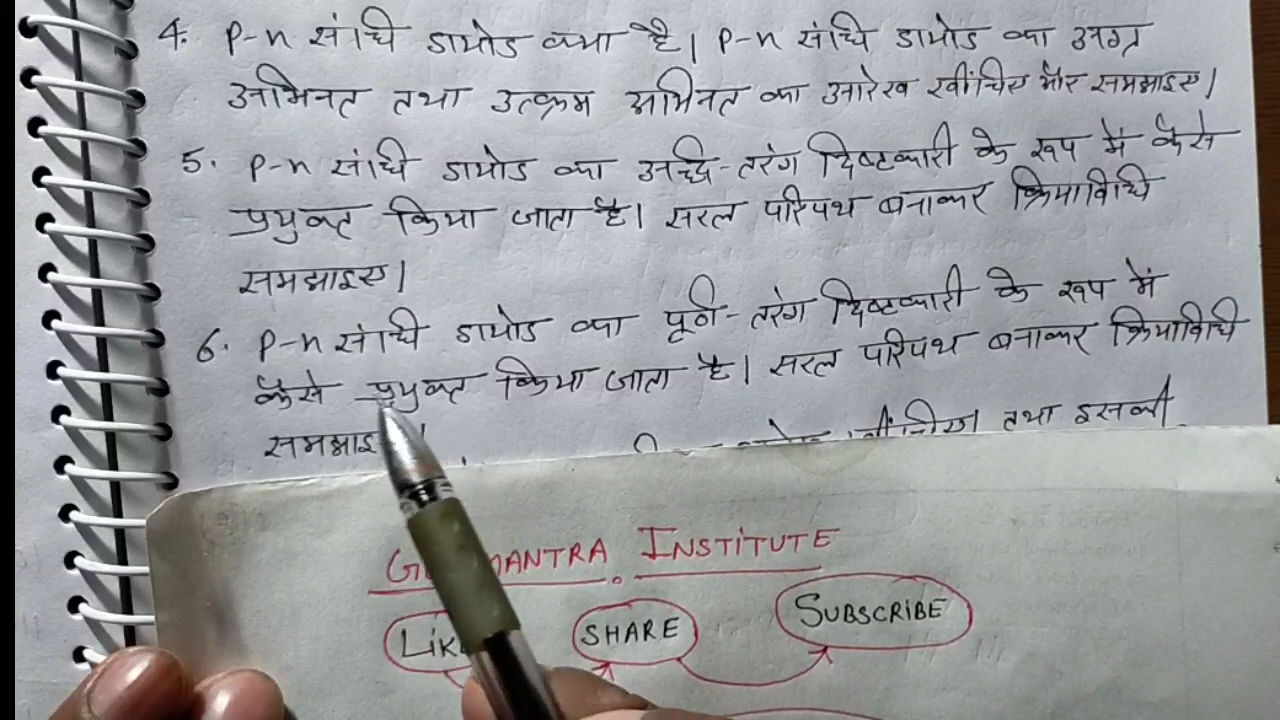 4. P-n संधि डायोड क्या है। P-n संधि डायोड का अग्र
अभिनत तथा उत्क्रम अभिनत का आरेख खींचिए और समझाइए।
5. P-n संधि डायोड का अर्द्ध-तरंग दिष्टकारी के रूप में कैसे
प्रयुक्त किया जाता है। सरल परिपथ बनाकर क्रियाविधि
समझाइए।
6. P-n संधि डायोड का पूर्ण-तरंग दिष्टकारी के रूप में
कैसे प्रयुक्त किया जाता है। सरल परिपथ बनाकर क्रियाविधि
तथा इसकी
MANTRA INSTITUTE
SHARE
SUBSCRIBE